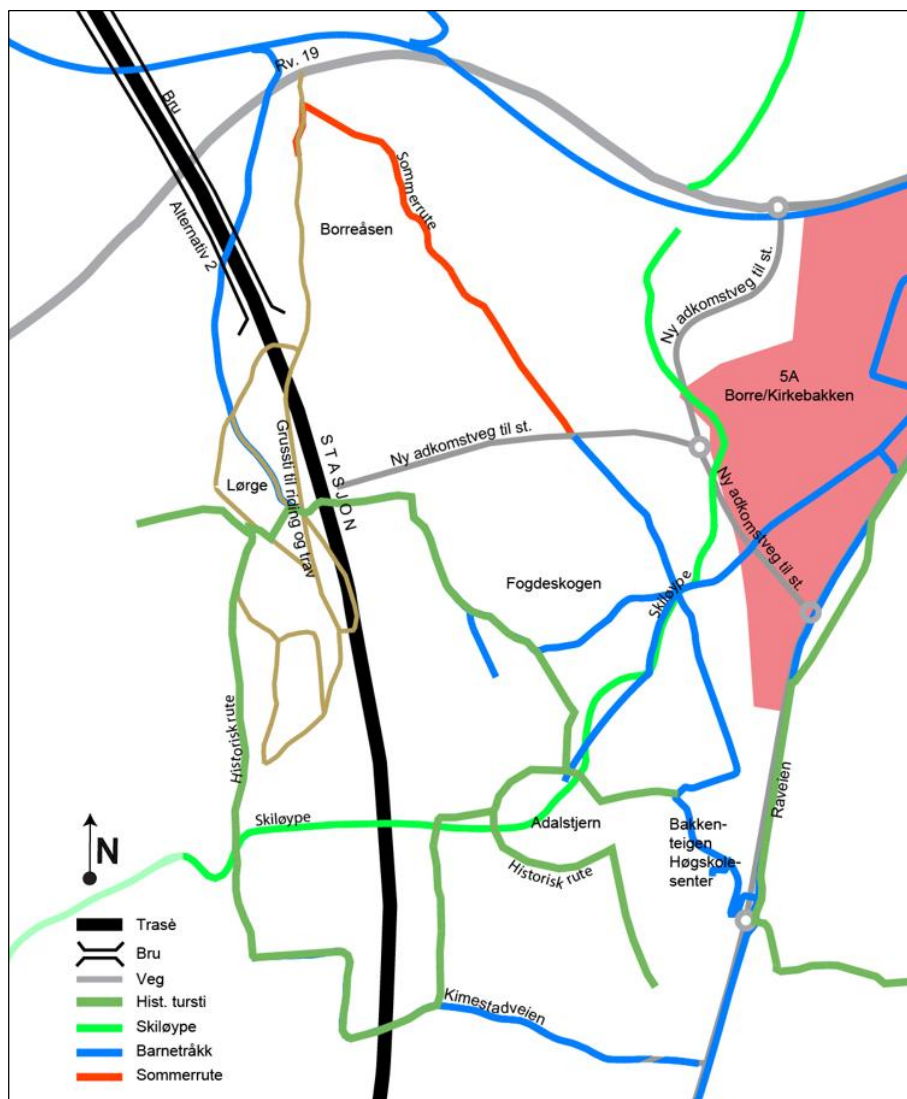 Rv. 19
Bru
Alternativ 2
Sommerrute
Borreåsen
Ny adkomstveg til st.
5A
Borre/Kirkebakken
Ny adkomstveg til st.
STASJON
Lørge
Grussti til riding og trav
Ny adkomstveg til st.
Fogdeskogen
Skiløype
Historisk rute
Raveien
Skiløype
Adalstjern
Bakken-
teigen
Høgskole-
senter
Historisk rute
N
Kimestadveien
Trasè
Bru
Veg
Hist. tursti
Skiløype
Barnetråkk
Sommerrute